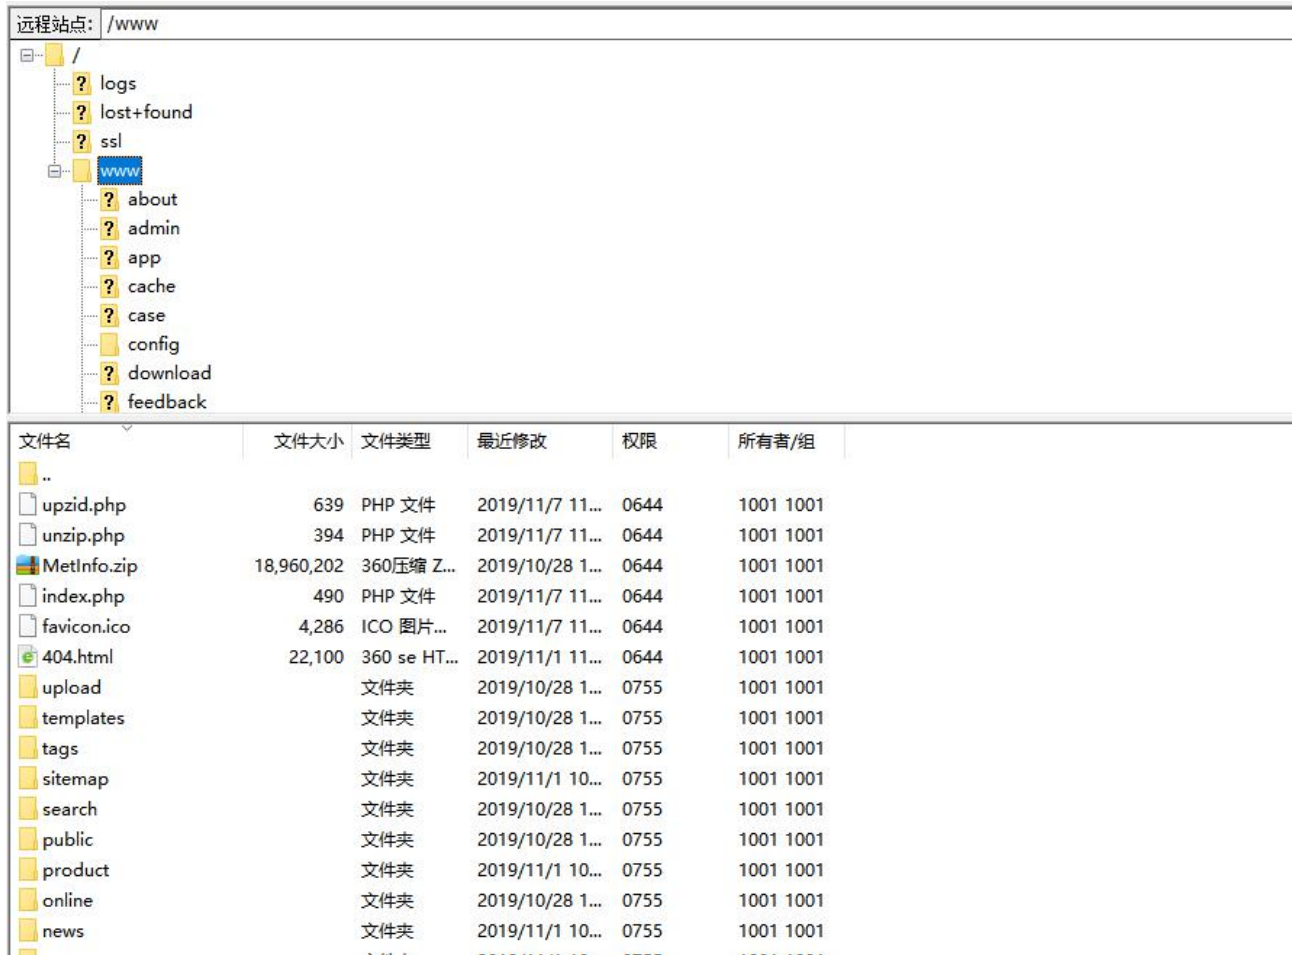 远程站点: /www
/
? logs
? lost+found
? ssl
www
? about
? admin
? app
? cache
? case
config
? download
? feedback
文件名 文件大小 文件类型 最近修改 权限 所有者/组
..
upzid.php 639 PHP 文件 2019/11/7 11... 0644 1001 1001
unzip.php 394 PHP 文件 2019/11/7 11... 0644 1001 1001
MetInfo.zip 18,960,202 360压缩 Z... 2019/10/28 1... 0644 1001 1001
index.php 490 PHP 文件 2019/11/7 11... 0644 1001 1001
favicon.ico 4,286 ICO 图片... 2019/11/7 11... 0644 1001 1001
404.html 22,100 360 se HT... 2019/11/1 11... 0644 1001 1001
upload 文件夹 2019/10/28 1... 0755 1001 1001
templates 文件夹 2019/10/28 1... 0755 1001 1001
tags 文件夹 2019/10/28 1... 0755 1001 1001
sitemap 文件夹 2019/11/1 10... 0755 1001 1001
search 文件夹 2019/10/28 1... 0755 1001 1001
public 文件夹 2019/10/28 1... 0755 1001 1001
product 文件夹 2019/11/1 10... 0755 1001 1001
online 文件夹 2019/10/28 1... 0755 1001 1001
news 文件夹 2019/11/1 10... 0755 1001 1001